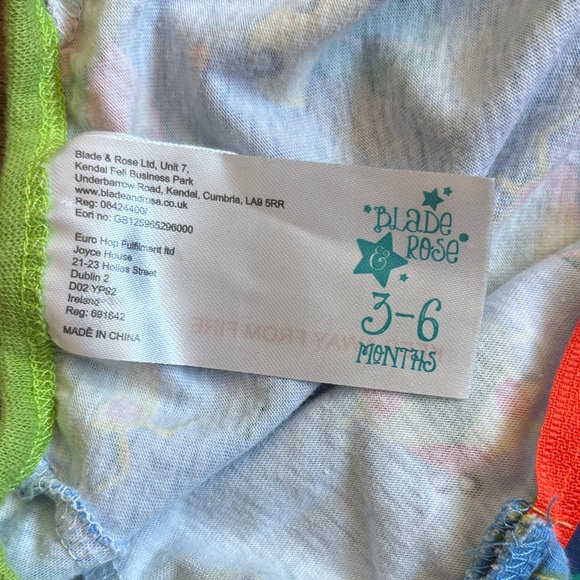 Blade & Rose Ltd, Unit 7,
Kendal Fell Business Park
Underbarrow Road, Kendal, Cumbria, LA9 5RR
www.bladeandrosa.co.uk
Reg: 08424400/
Eori no: GB125965296000
Euro Hop Fulfilment ltd
Joyce House
21-23 Holles Street
Dublin 2
D02 YP92
Ireland
Reg: 691642
MADE IN CHINA
BLADE
& ROSE
3-6
MONTHS
AWAY FROM FIRE